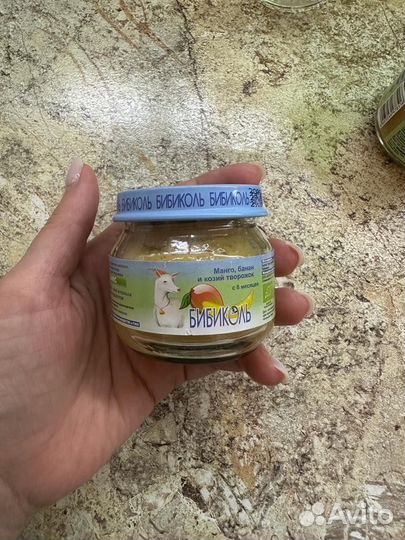 БИБИКОЛЬ БИБИКОЛЬ БИБИКОЛЬ
Манго, банан
и козий творожок
с 8 месяцев
БИБИКОЛЬ
Avito